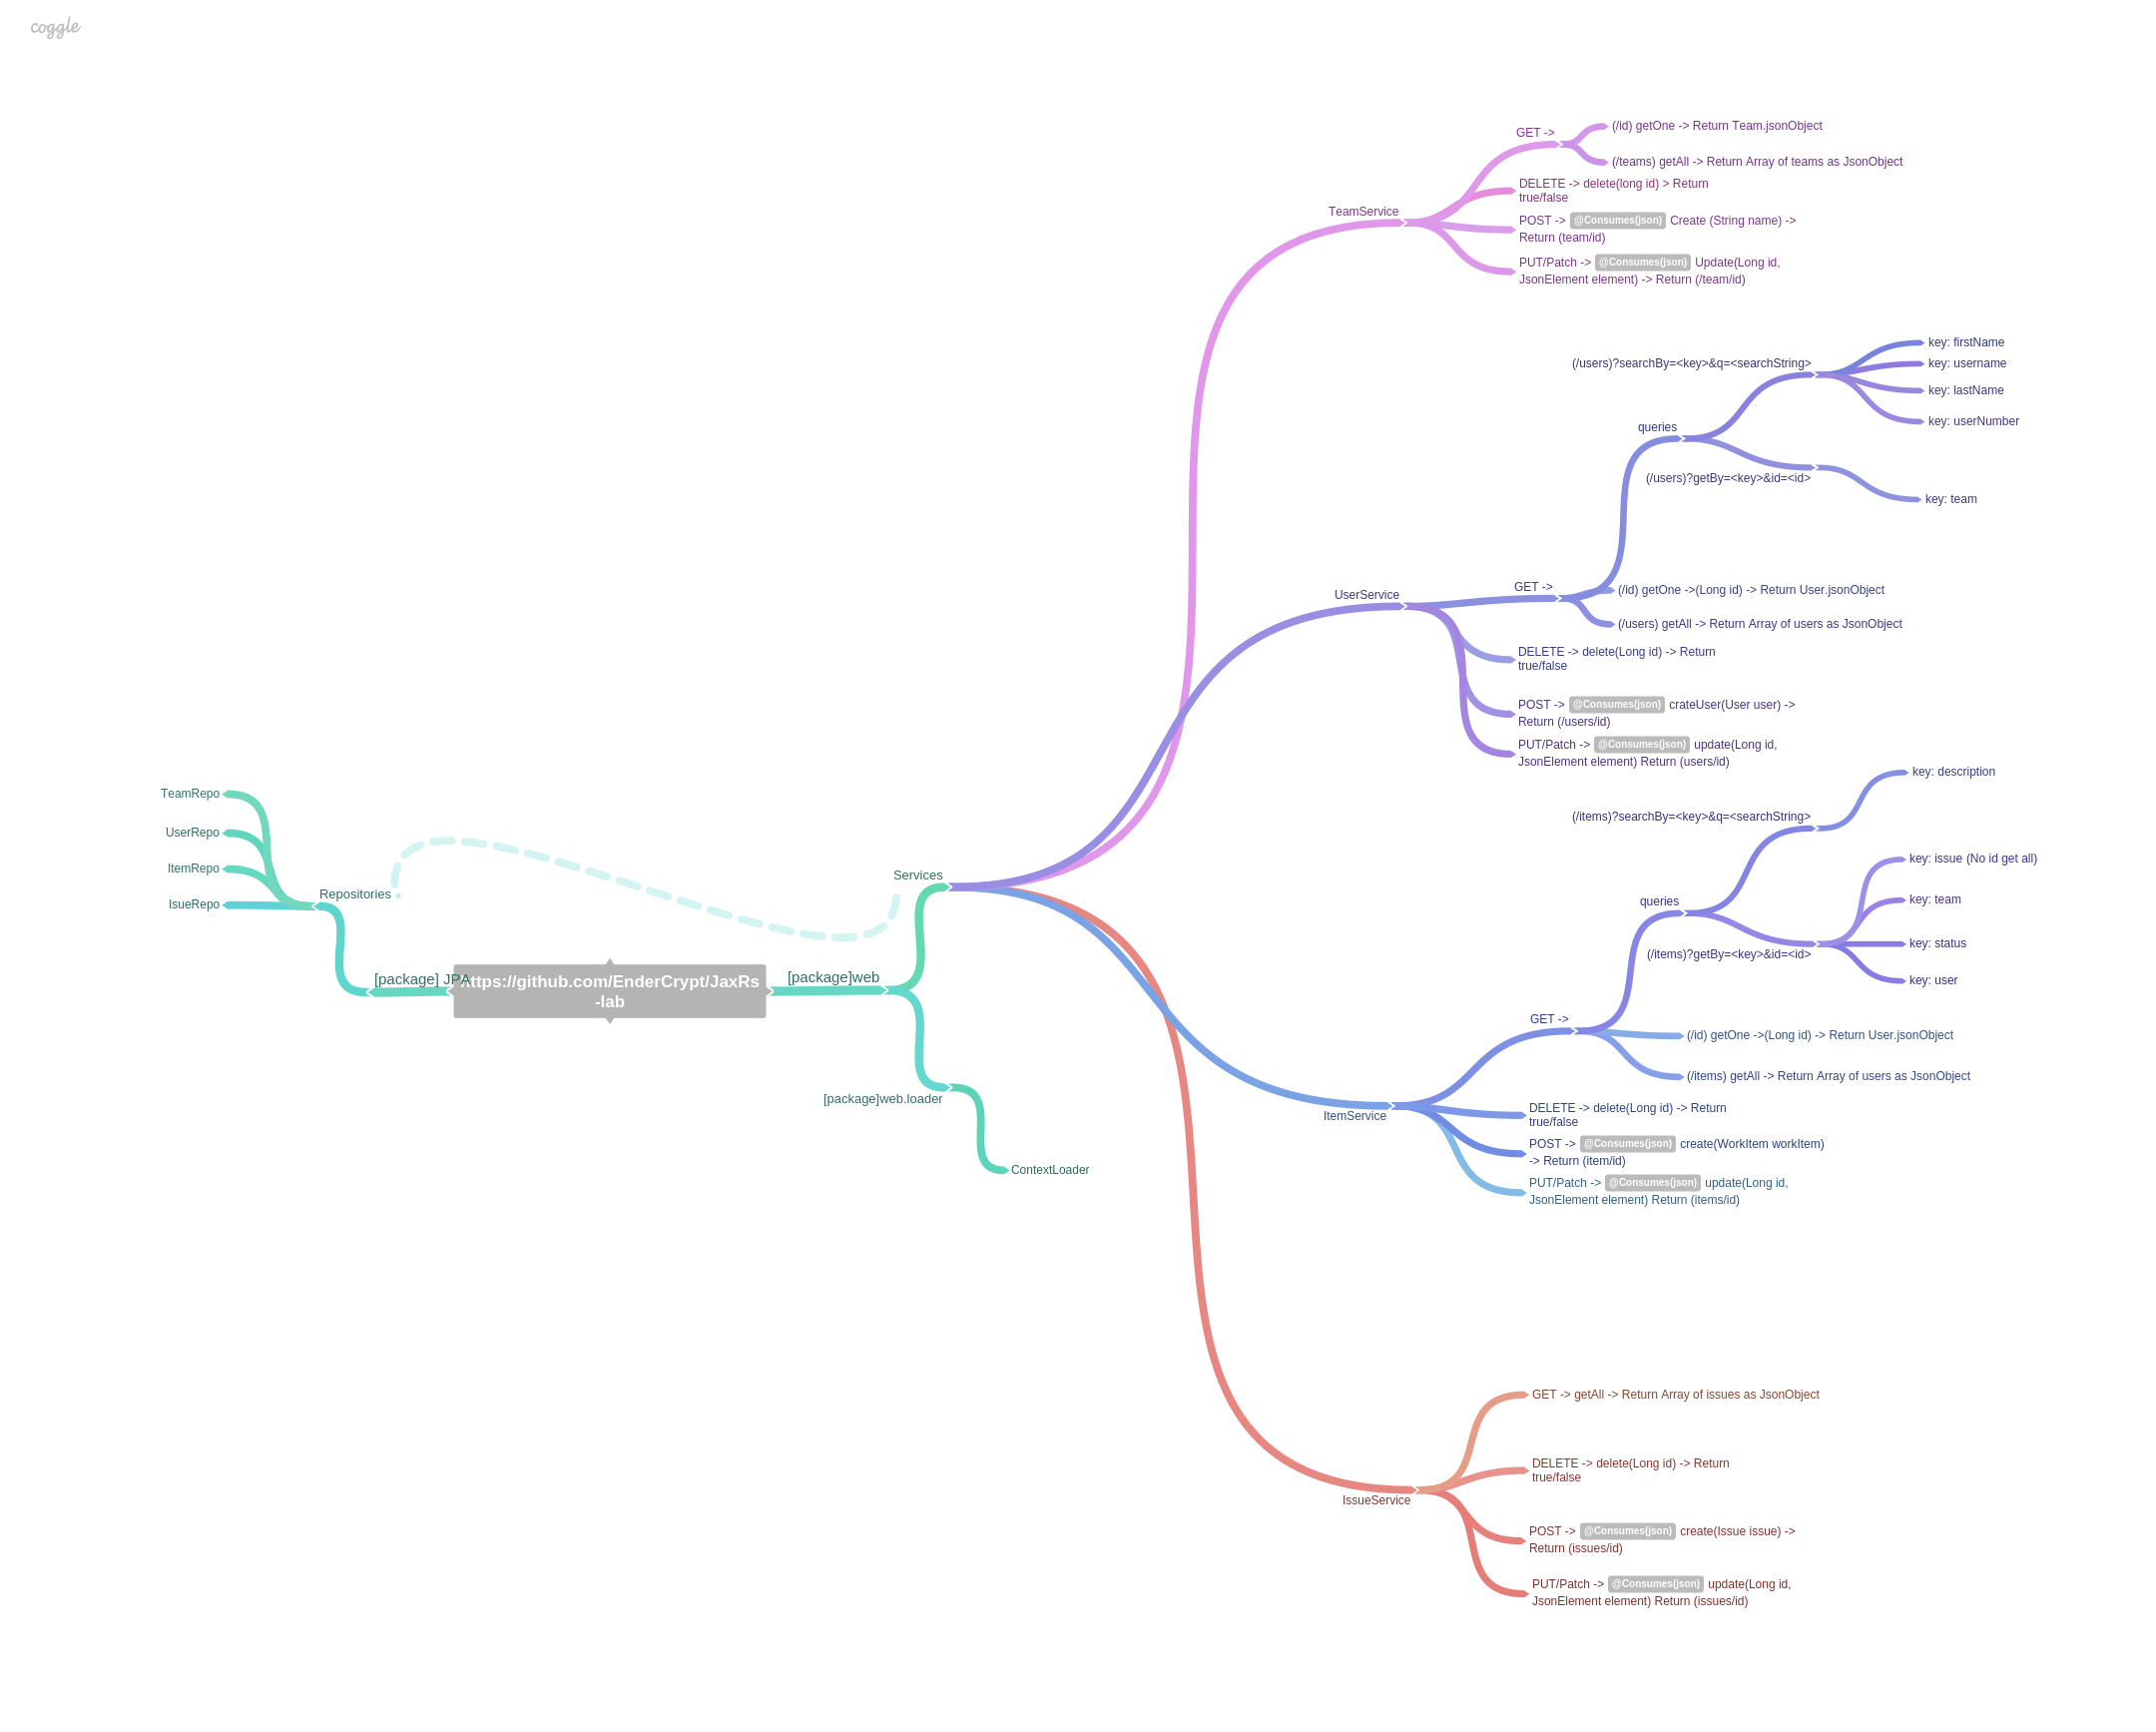 coggle
GET ->
(/id) getOne -> Return Team.jsonObject
(/teams) getAll -> Return Array of teams as JsonObject
DELETE -> delete(long id) > Return
true/false
TeamService
POST -> @Consumes(json) Create (String name) ->
Return (team/id)
PUT/Patch -> @Consumes(json) Update(Long id,
JsonElement element) -> Return (/team/id)
(/users)?searchBy=<key>&q=<searchString>
key: firstName
key: username
key: lastName
key: userNumber
queries
(/users)?getBy=<key>&id=<id>
key: team
UserService
GET ->
(/id) getOne ->(Long id) -> Return User.jsonObject
(/users) getAll -> Return Array of users as JsonObject
DELETE -> delete(Long id) -> Return
true/false
POST -> @Consumes(json) crateUser(User user) ->
Return (/users/id)
PUT/Patch -> @Consumes(json) update(Long id,
JsonElement element) Return (users/id)
key: description
(/items)?searchBy=<key>&q=<searchString>
key: issue (No id get all)
key: team
queries
key: status
(/items)?getBy=<key>&id=<id>
key: user
GET ->
(/id) getOne ->(Long id) -> Return User.jsonObject
(/items) getAll -> Return Array of users as JsonObject
ItemService
DELETE -> delete(Long id) -> Return
true/false
POST -> @Consumes(json) create(WorkItem workItem)
-> Return (item/id)
PUT/Patch -> @Consumes(json) update(Long id,
JsonElement element) Return (items/id)
TeamRepo
UserRepo
ItemRepo
IsueRepo
Repositories
Services
[package] JPA
https://github.com/EnderCrypt/JaxRs
-lab
[package]web
[package]web.loader
ContextLoader
GET -> getAll -> Return Array of issues as JsonObject
DELETE -> delete(Long id) -> Return
true/false
IssueService
POST -> @Consumes(json) create(Issue issue) ->
Return (issues/id)
PUT/Patch -> @Consumes(json) update(Long id,
JsonElement element) Return (issues/id)